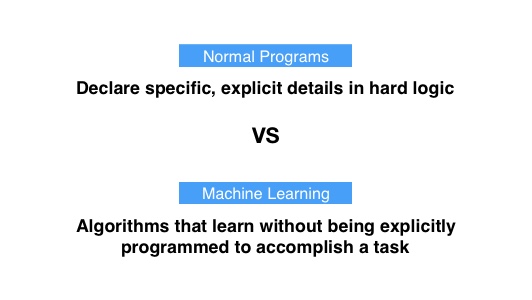 Normal Programs
Declare specific, explicit details in hard logic
VS
Machine Learning
Algorithms that learn without being explicitly
programmed to accomplish a task